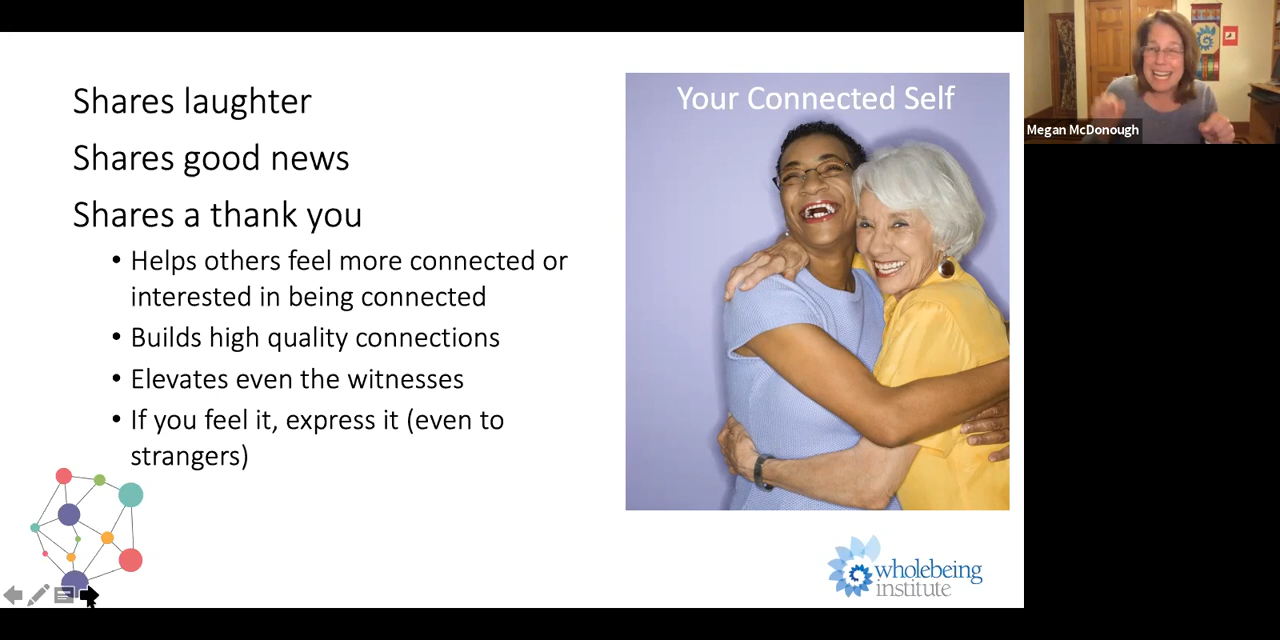 Shares laughter
Shares good news
Shares a thank you
• Helps others feel more connected or
interested in being connected
• Builds high quality connections
• Elevates even the witnesses
• If you feel it, express it (even to
strangers)
Your Connected Self
wholebeing
institute
Megan McDonough